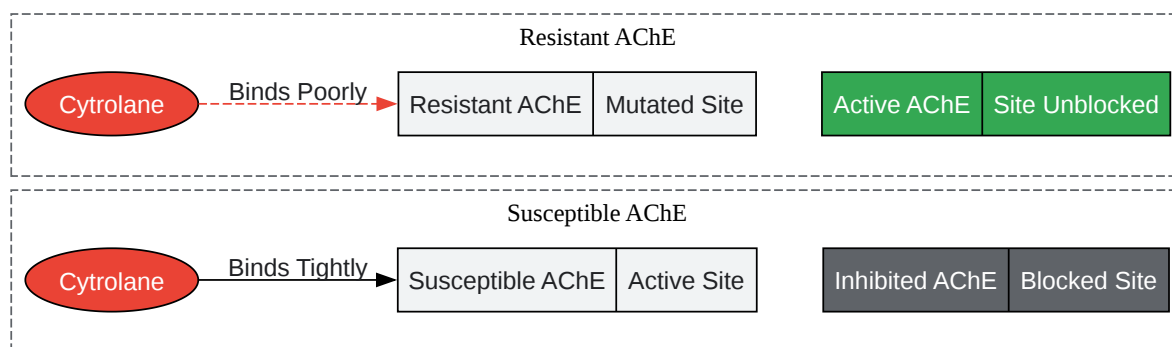 Resistant AChE
Cytrolane Binds Poorly Resistant AChE Mutated Site Active AChE Site Unblocked
Susceptible AChE
Cytrolane Binds Tightly Susceptible AChE Active Site Inhibited AChE Blocked Site